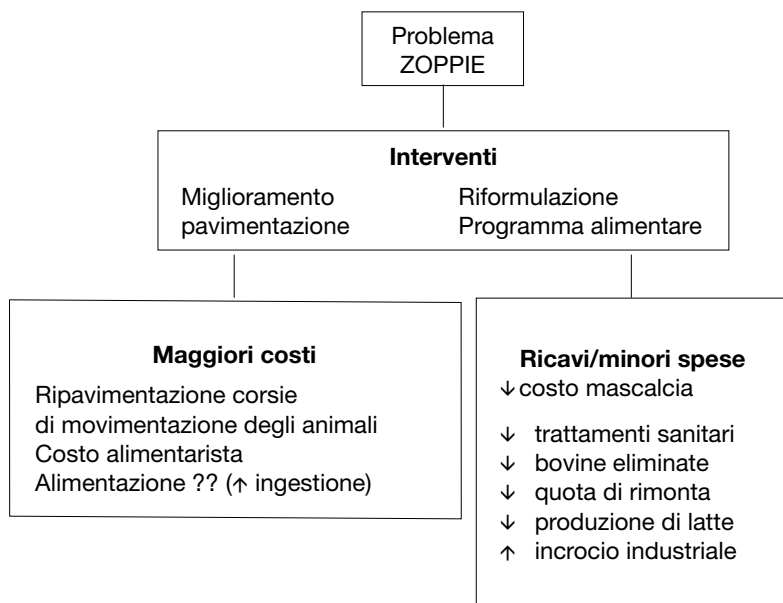 Problema
ZOPPIE
Interventi
Miglioramento
pavimentazione
Riformulazione
Programma alimentare
Maggiori costi
Ripavimentazione corsie
di movimentazione degli animali
Costo alimentarista
Alimentazione ?? (↑ ingestione)
Ricavi/minori spese
↓ costo mascalcia
↓ trattamenti sanitari
↓ bovine eliminate
↓ quota di rimonta
↓ produzione di latte
↑ incrocio industriale